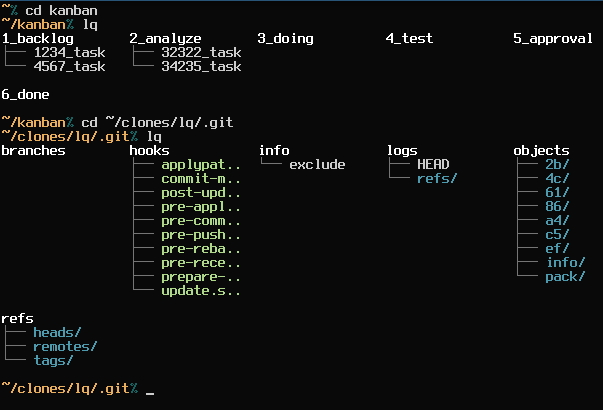 ~% cd kanban
~/kanban% lq
1_backlog 2_analyze 3_doing 4_test 5_approval
├── 1234_task ├── 32322_task
└── 4567_task └── 34235_task
6_done
~/kanban% cd ~/clones/lq/.git
~/clones/lq/.git% lq
branches hooks info logs objects
├── applypat.. └── exclude ├── HEAD ├── 2b/
├── commit-m.. └── refs/ ├── 4c/
├── post-upd.. ├── 61/
├── pre-appl.. ├── 86/
├── pre-comm.. ├── a4/
├── pre-push.. ├── c5/
├── pre-reba.. ├── ef/
├── pre-rece.. ├── info/
├── prepare-.. └── pack/
└── update.s..
refs
├── heads/
├── remotes/
└── tags/
~/clones/lq/.git% _